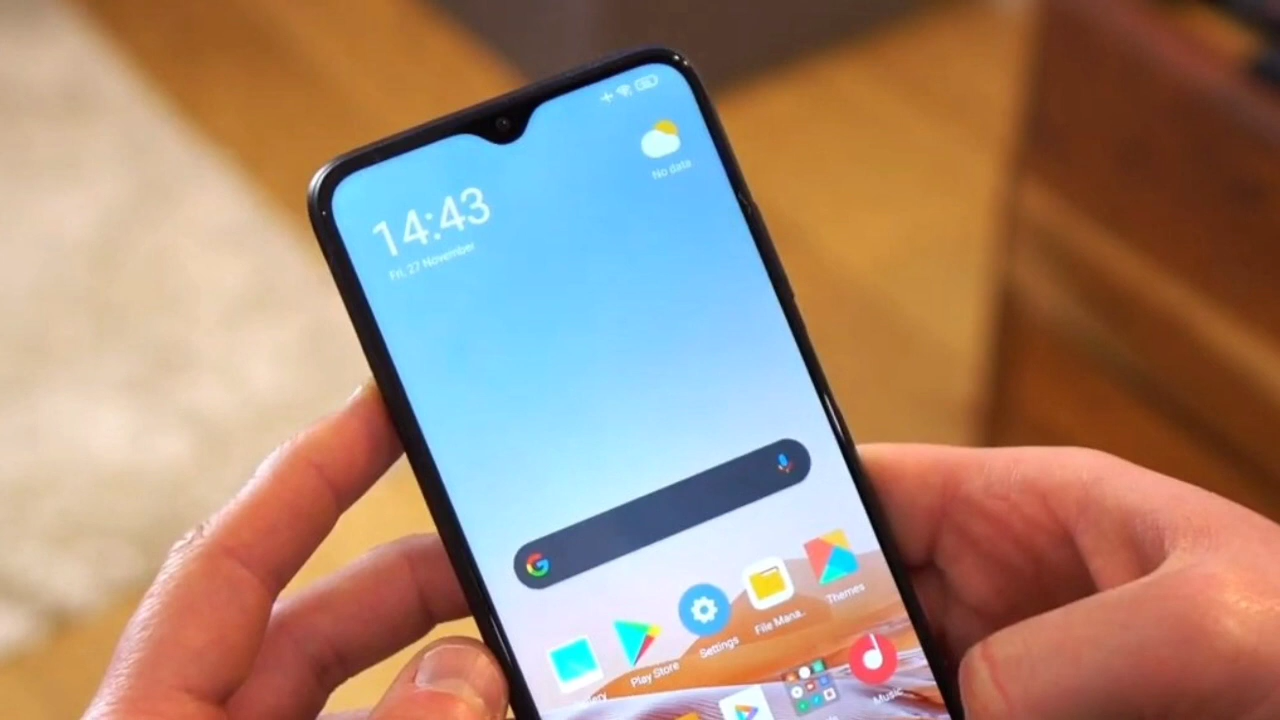 No data
14:43
Fri, 27 November
Themes
File Mana..
Settings
Play Store
Music